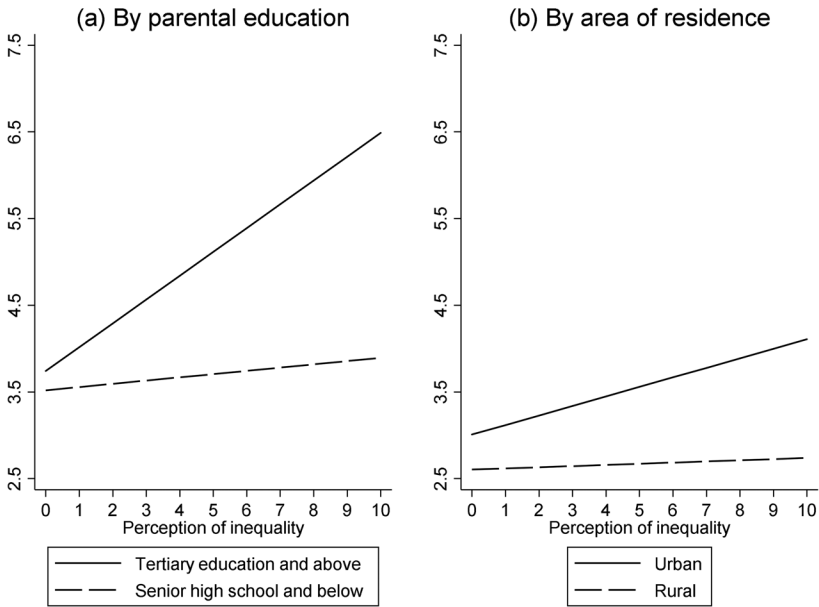 (a) By parental education
7.5
6.5
5.5
4.5
3.5
2.5
0 1 2 3 4 5 6 7 8 9 10
Perception of inequality
Tertiary education and above
Senior high school and below
(b) By area of residence
7.5
6.5
5.5
4.5
3.5
2.5
0 1 2 3 4 5 6 7 8 9 10
Perception of inequality
Urban
Rural